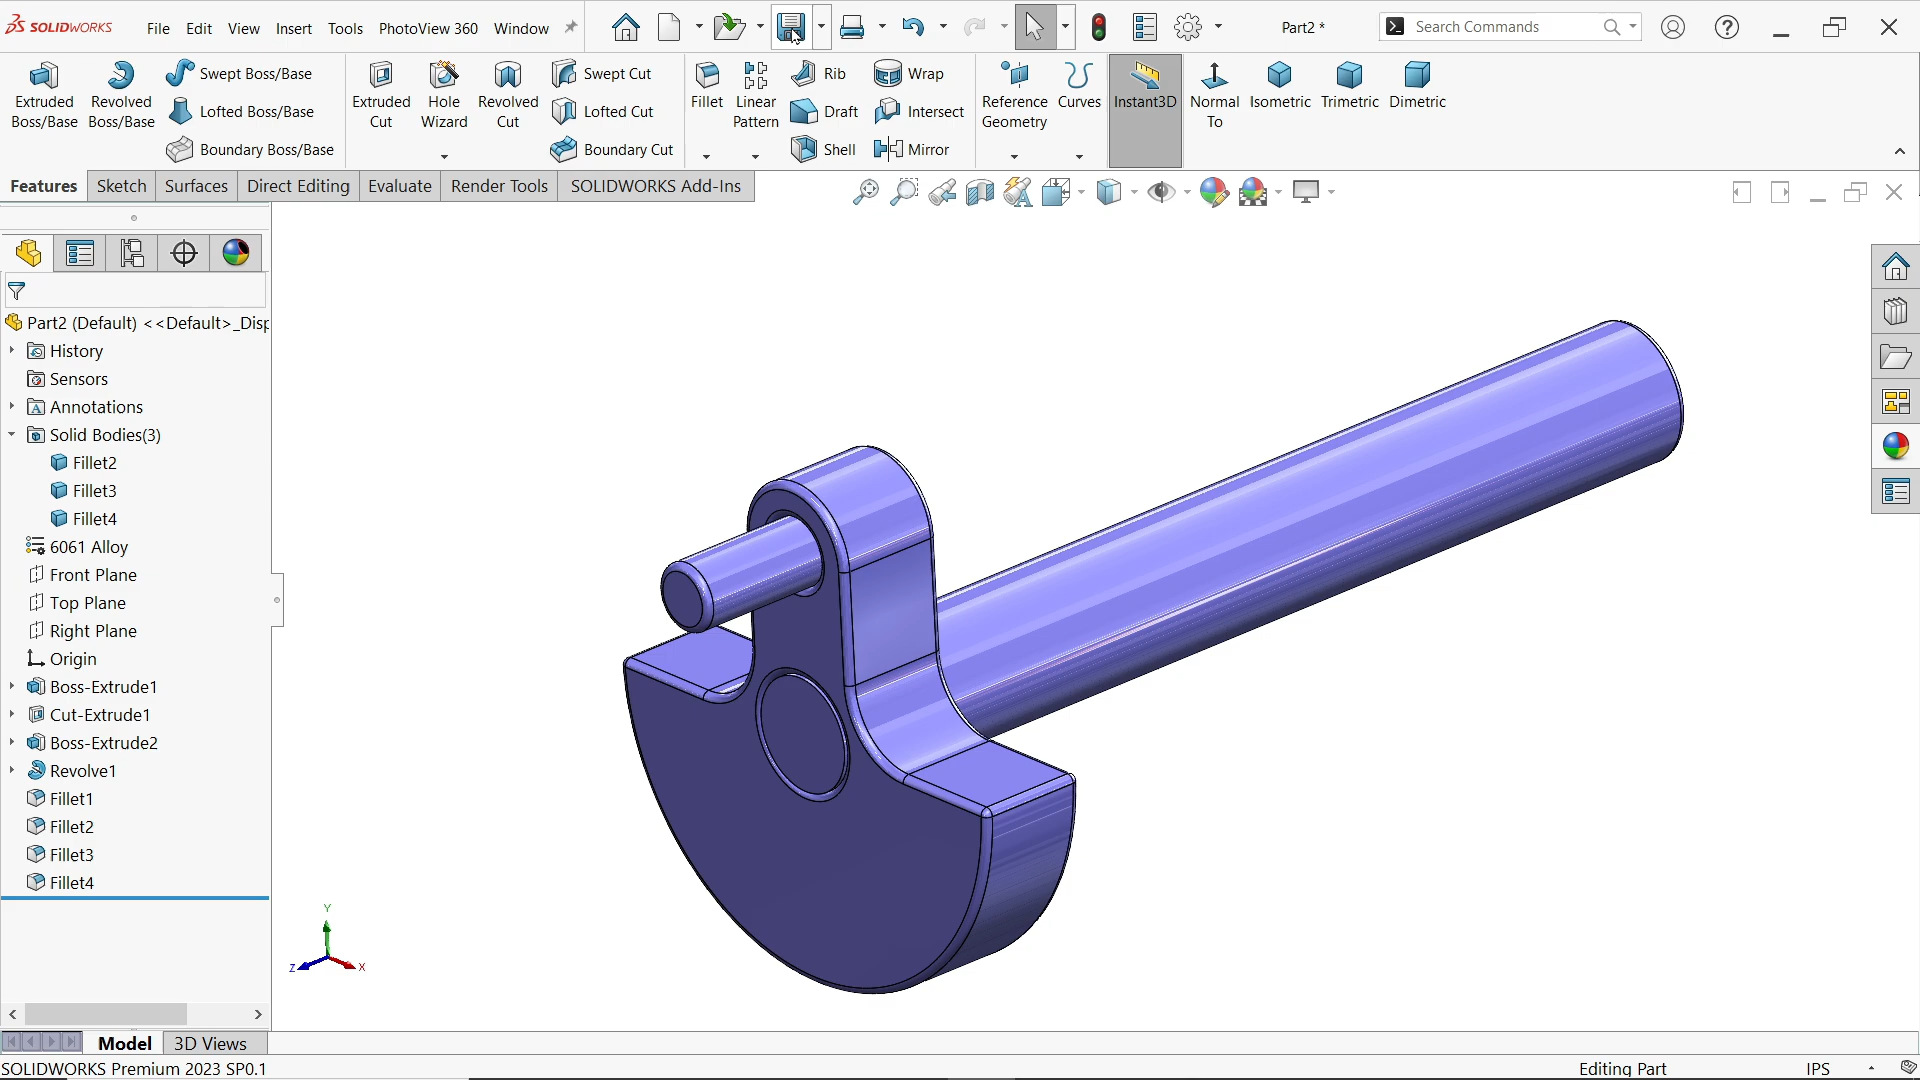 SOLIDWORKS
File Edit View Insert Tools PhotoView 360 Window
Part2 *
Search Commands
Extruded Boss/Base
Revolved Boss/Base
Swept Boss/Base
Lofted Boss/Base
Boundary Boss/Base
Extruded Cut
Hole Wizard
Revolved Cut
Swept Cut
Lofted Cut
Boundary Cut
Fillet
Linear Pattern
Rib
Draft
Shell
Wrap
Intersect
Mirror
Reference Geometry
Curves
Instant3D
Normal To
Isometric
Trimetric
Dimetric
Features Sketch Surfaces Direct Editing Evaluate Render Tools SOLIDWORKS Add-Ins
Part2 (Default) <<Default>_Disp
History
Sensors
Annotations
Solid Bodies(3)
Fillet2
Fillet3
Fillet4
6061 Alloy
Front Plane
Top Plane
Right Plane
Origin
Boss-Extrude1
Cut-Extrude1
Boss-Extrude2
Revolve1
Fillet1
Fillet2
Fillet3
Fillet4
Y
Z X
Model 3D Views
SOLIDWORKS Premium 2023 SP0.1
Editing Part
IPS